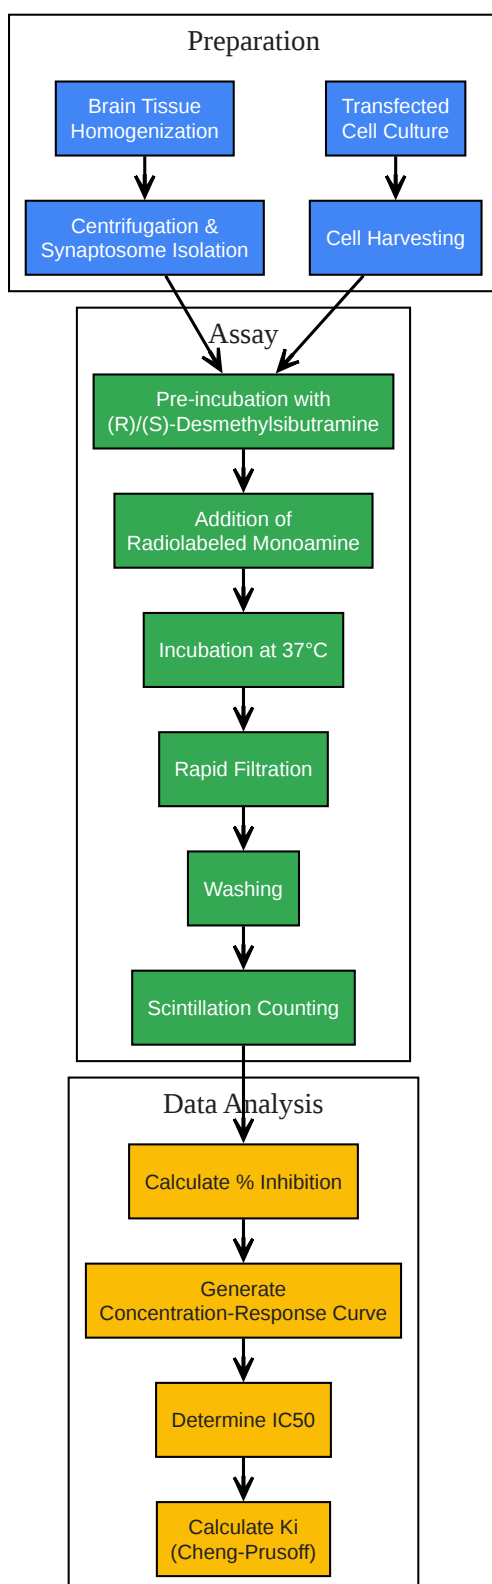 Preparation
Brain Tissue
Homogenization
Transfected
Cell Culture
Centrifugation &
Synaptosome Isolation
Cell Harvesting
Assay
Pre-incubation with
(R)/(S)-Desmethylsibutramine
Addition of
Radiolabeled Monoamine
Incubation at 37°C
Rapid Filtration
Washing
Scintillation Counting
Data Analysis
Calculate % Inhibition
Generate
Concentration-Response Curve
Determine IC50
Calculate Ki
(Cheng-Prusoff)